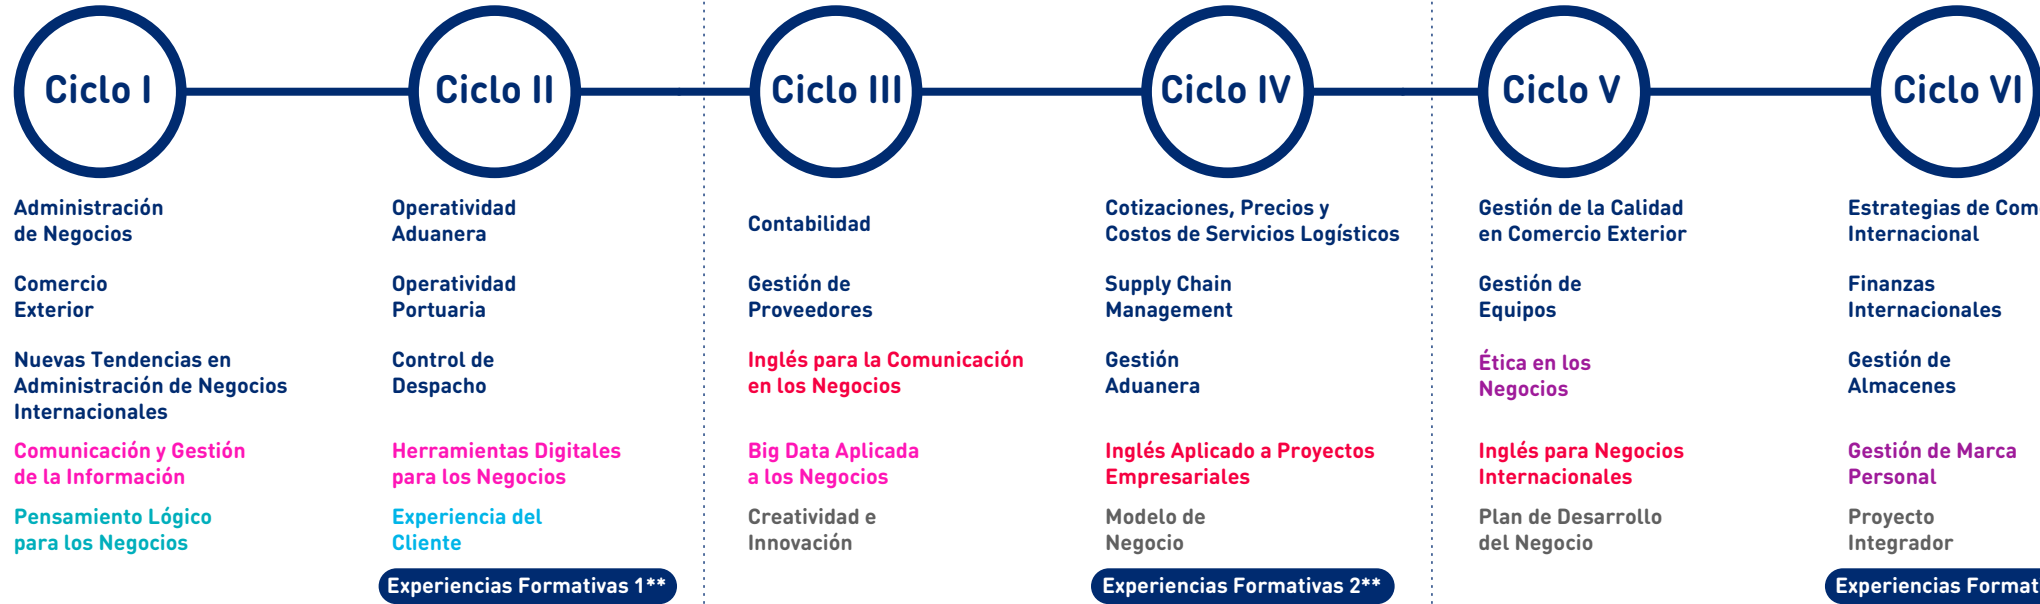 Ciclo I
Administración
de Negocios
Comercio
Exterior
Nuevas Tendencias en
Administración de Negocios
Internacionales
Comunicación y Gestión
de la Información
Pensamiento Lógico
para los Negocios
Ciclo II
Operatividad
Aduanera
Operatividad
Portuaria
Control de
Despacho
Herramientas Digitales
para los Negocios
Experiencia del
Cliente
Experiencias Formativas 1**
Ciclo III
Contabilidad
Gestión de
Proveedores
Inglés para la Comunicación
en los Negocios
Big Data Aplicada
a los Negocios
Creatividad e
Innovación
Ciclo IV
Cotizaciones, Precios y
Costos de Servicios Logísticos
Supply Chain
Management
Gestión
Aduanera
Inglés Aplicado a Proyectos
Empresariales
Modelo de
Negocio
Experiencias Formativas 2**
Ciclo V
Gestión de la Calidad
en Comercio Exterior
Gestión de
Equipos
Ética en los
Negocios
Inglés para Negocios
Internacionales
Plan de Desarrollo
del Negocio
Ciclo VI
Estrategias de Com
Internacional
Finanzas
Internacionales
Gestión de
Almacenes
Gestión de Marca
Personal
Proyecto
Integrador
Experiencias Format